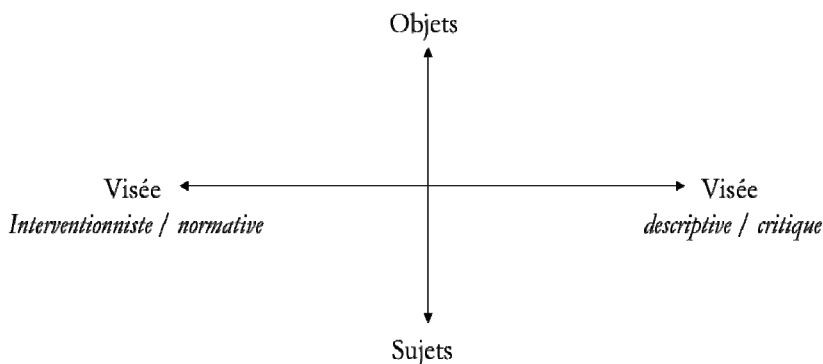 Objets
Visée
Visée
Interventionniste / normative
descriptive / critique
Sujets